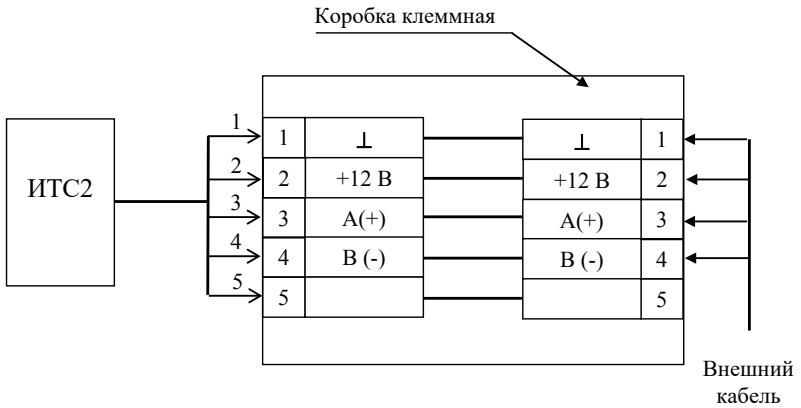 Коробка клеммная
ИТС2
1 1 ⊥ ⊥ 1
2 2 +12 В +12 В 2
3 3 А(+) А(+) 3
4 4 В (-) В (-) 4
5 5 5
Внешний
кабель